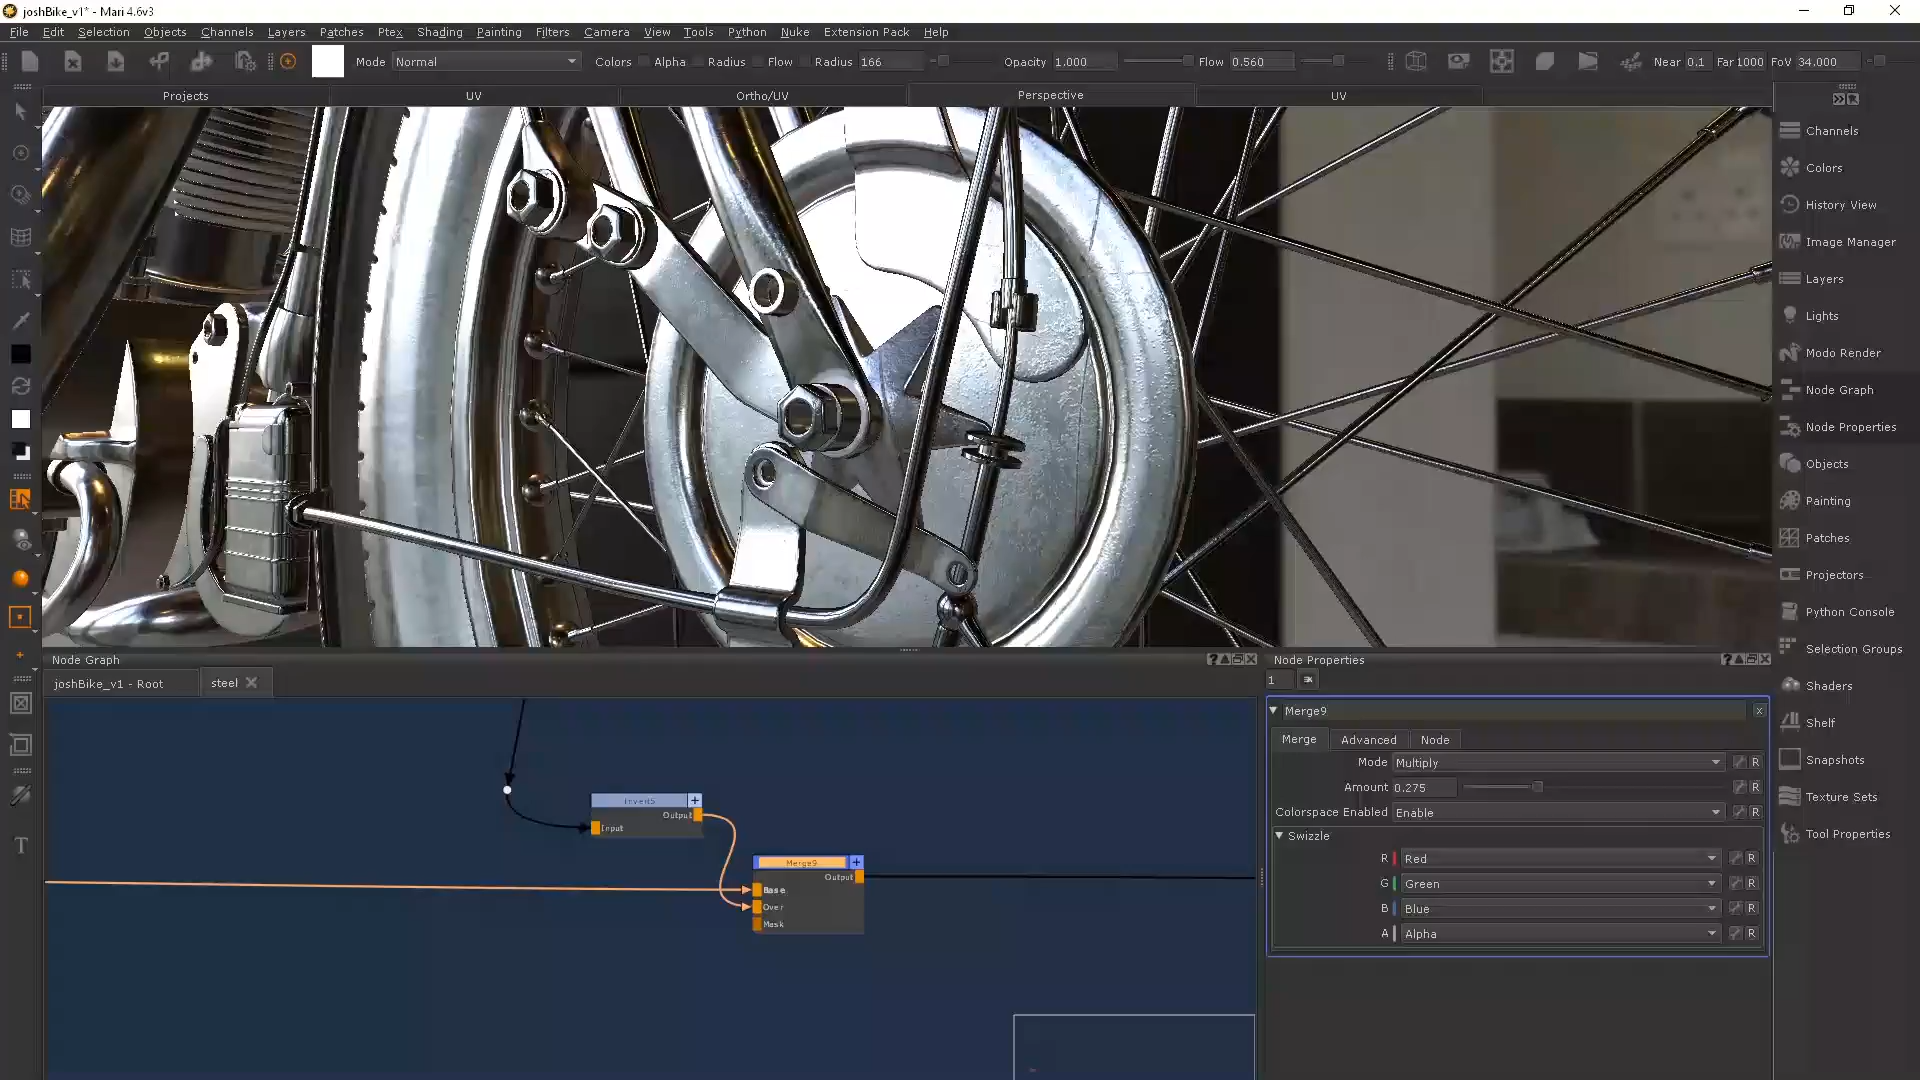 joshBike_v1* - Mari 4.6v3
File Edit Selection Objects Channels Layers Patches Ptex Shading Painting Filters Camera View Tools Python Nuke Extension Pack Help
Mode Normal Colors Alpha Radius Flow Radius 166 Opacity 1.000 Flow 0.560 Near 0.1 Far 1000 FoV 34.000
Projects UV Ortho/UV Perspective UV
Channels
Colors
History View
Image Manager
Layers
Lights
Modo Render
Node Graph
Node Properties
Objects
Painting
Patches
Projectors
Python Console
Selection Groups
Shaders
Shelf
Snapshots
Texture Sets
Tool Properties
Node Graph
joshBike_v1 - Root steel
Invert5
Output
Input
Merge9
Output
Base
Over
Mask
Node Properties
1
Merge9
Merge Advanced Node
Mode Multiply R
Amount 0.275 R
Colorspace Enabled Enable R
Swizzle
R Red R
G Green R
B Blue R
A Alpha R
T